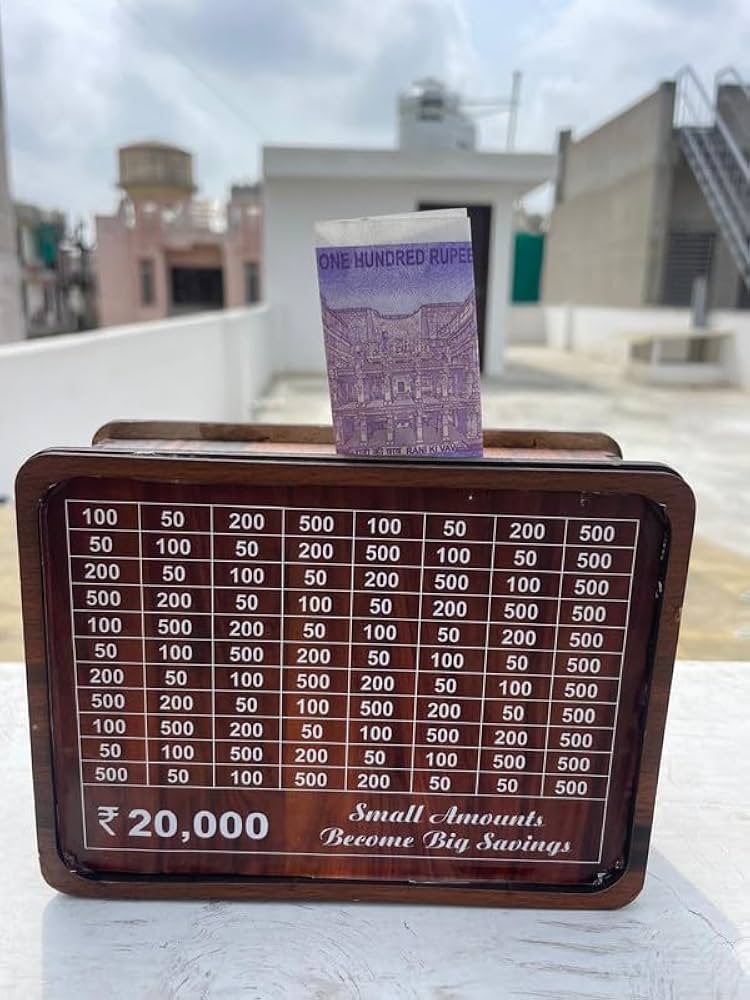 ONE HUNDRED RUPEE
RANI KI VAV
100 50 200 500 100 50 200 500
50 100 50 200 500 100 50 500
200 50 100 50 200 500 100 500
500 200 50 100 50 200 500 500
100 500 200 50 100 50 200 500
50 100 500 200 50 100 50 500
200 50 100 500 200 50 100 500
500 200 50 100 500 200 50 500
100 500 200 50 100 500 200 500
50 100 500 200 50 100 500 500
500 50 100 500 200 50 50 500
₹ 20,000
Small Amounts
Become Big Savings